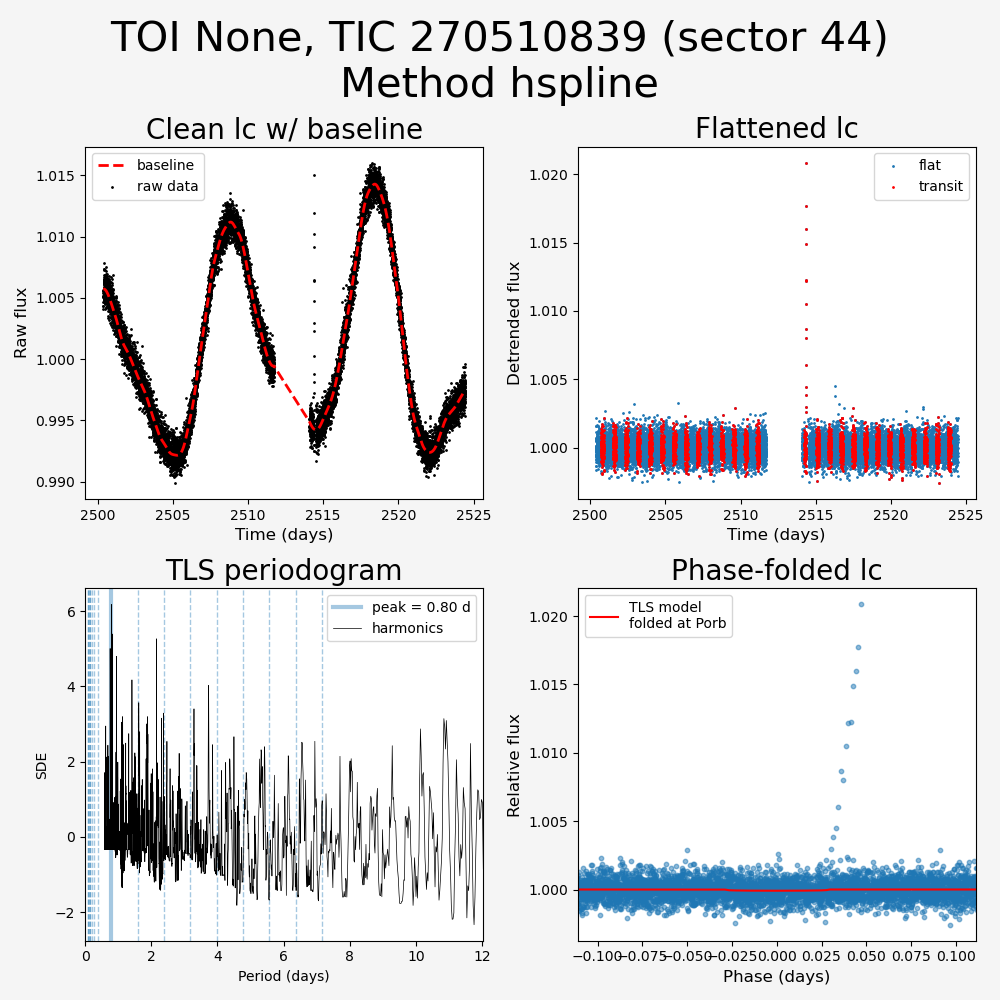 TOI None, TIC 270510839 (sector 44)
Method hspline
Clean lc w/ baseline
Flattened lc
baseline
raw data
flat
transit
1.015
1.010
1.005
1.000
0.995
0.990
Raw flux
2500
2505
2510
2515
2520
2525
Time (days)
1.020
1.015
1.010
1.005
1.000
Detrended flux
2500
2505
2510
2515
2520
2525
Time (days)
TLS periodogram
Phase-folded lc
peak = 0.80 d
harmonics
6
4
2
0
−2
SDE
0
2
4
6
8
10
12
Period (days)
TLS model
folded at Porb
1.020
1.015
1.010
1.005
1.000
Relative flux
−0.100
−0.075
−0.050
−0.025
0.000
0.025
0.050
0.075
0.100
Phase (days)